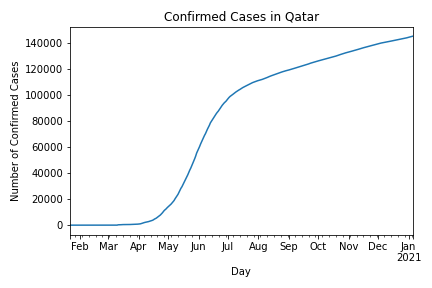 Confirmed Cases in Qatar
Number of Confirmed Cases
140000
120000
100000
80000
60000
40000
20000
0
Feb Mar Apr May Jun Jul Aug Sep Oct Nov Dec Jan
2021
Day